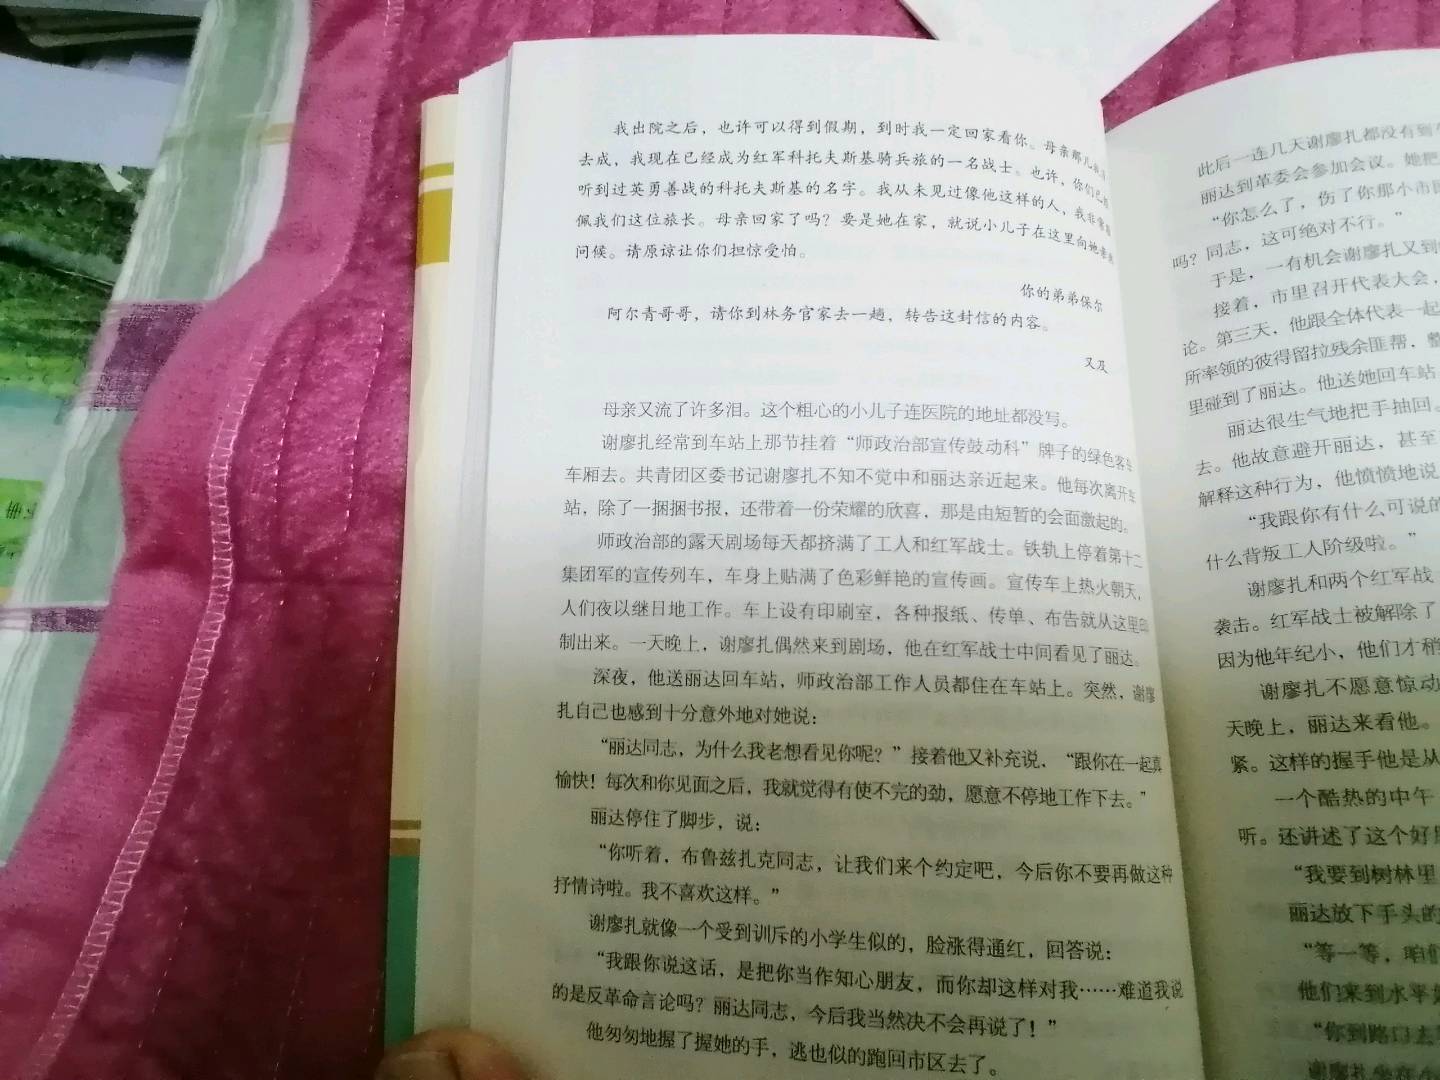 我出院之后，也许可以得到假期，到时我一定回家看你。母亲那儿我
去成，我现在已经成为红军科托夫斯基骑兵旅的一名战士。也许，你们已
听到过英勇善战的科托夫斯基的名字。我从未见过像他这样的人，我非常
佩我们这位旅长。母亲回家了吗？要是她在家，就说小儿子在这里向她亲
问候。请原谅让你们担惊受怕。
你的弟弟保尔
阿尔青哥哥，请你到林务官家去一趟，转告这封信的内容。
又及
母亲又流了许多泪。这个粗心的小儿子连医院的地址都没写。
谢廖扎经常到车站上那节挂着“师政治部宣传鼓动科”牌子的绿色客车
车厢去。共青团区委书记谢廖扎不知不觉中和丽达亲近起来。他每次离开车
站，除了一捆捆书报，还带着一份荣耀的欣喜，那是由短暂的会面激起的。
师政治部的露天剧场每天都挤满了工人和红军战士。铁轨上停着第十二
集团军的宣传列车，车身上贴满了色彩鲜艳的宣传画。宣传车上热火朝天，
人们夜以继日地工作。车上设有印刷室，各种报纸、传单、布告就从这里印
制出来。一天晚上，谢廖扎偶然来到剧场，他在红军战士中间看见了丽达。
深夜，他送丽达回车站，师政治部工作人员都住在车站上。突然，谢廖
扎自己也感到十分意外地对她说：
“丽达同志，为什么我老想看见你呢？”接着他又补充说，“跟你在一起真
愉快！每次和你见面之后，我就觉得有使不完的劲，愿意不停地工作下去。”
丽达停住了脚步，说：
“你听着，布鲁兹扎克同志，让我们来个约定吧，今后你不要再做这种
抒情诗啦。我不喜欢这样。”
谢廖扎就像一个受到训斥的小学生似的，脸涨得通红，回答说：
“我跟你说这话，是把你当作知心朋友，而你却这样对我……难道我说
的是反革命言论吗？丽达同志，今后我当然决不会再说了！”
他匆匆地握了握她的手，逃也似的跑回市区去了。
此后一连几天谢廖扎都没有到
丽达到革委会参加会议。她把
“你怎么了，伤了你那小市
吗？同志，这可绝对不行。”
于是，一有机会谢廖扎又到
接着，市里召开代表大会，
论。第三天，他跟全体代表一起
所率领的彼得留拉残余匪帮，整
里碰到了丽达。他送她回车站，
丽达很生气地把手抽回。
去。他故意避开丽达，甚至
解释这种行为，他愤愤地说
“我跟你有什么可说的
什么背叛工人阶级啦。”
谢廖扎和两个红军战
袭击。红军战士被解除了
因为他年纪小，他们才稍
谢廖扎不愿意惊动
天晚上，丽达来看他。
紧。这样的握手他是从
一个酷热的中午
听。还讲述了这个好
“我要到树林里
丽达放下手头的
“等一等，咱们
他们来到水平
“你到路口去